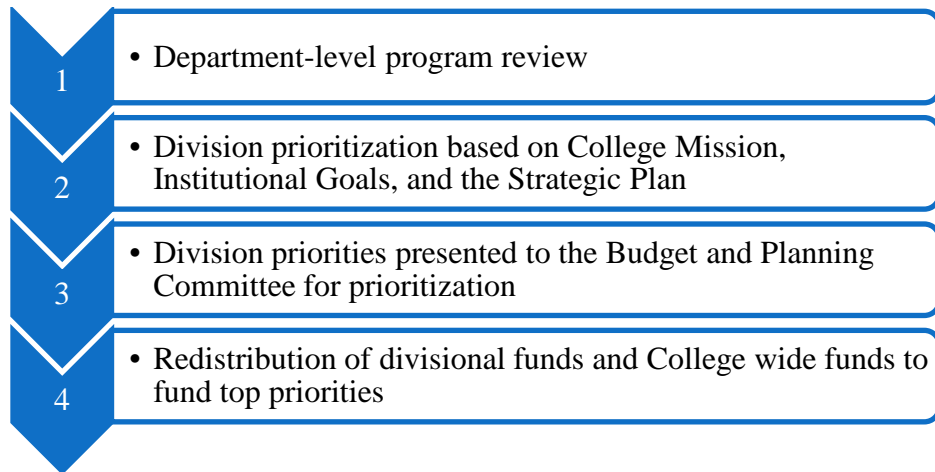 1
• Department-level program review
2
• Division prioritization based on College Mission,
Institutional Goals, and the Strategic Plan
3
• Division priorities presented to the Budget and Planning
Committee for prioritization
4
• Redistribution of divisional funds and College wide funds to
fund top priorities